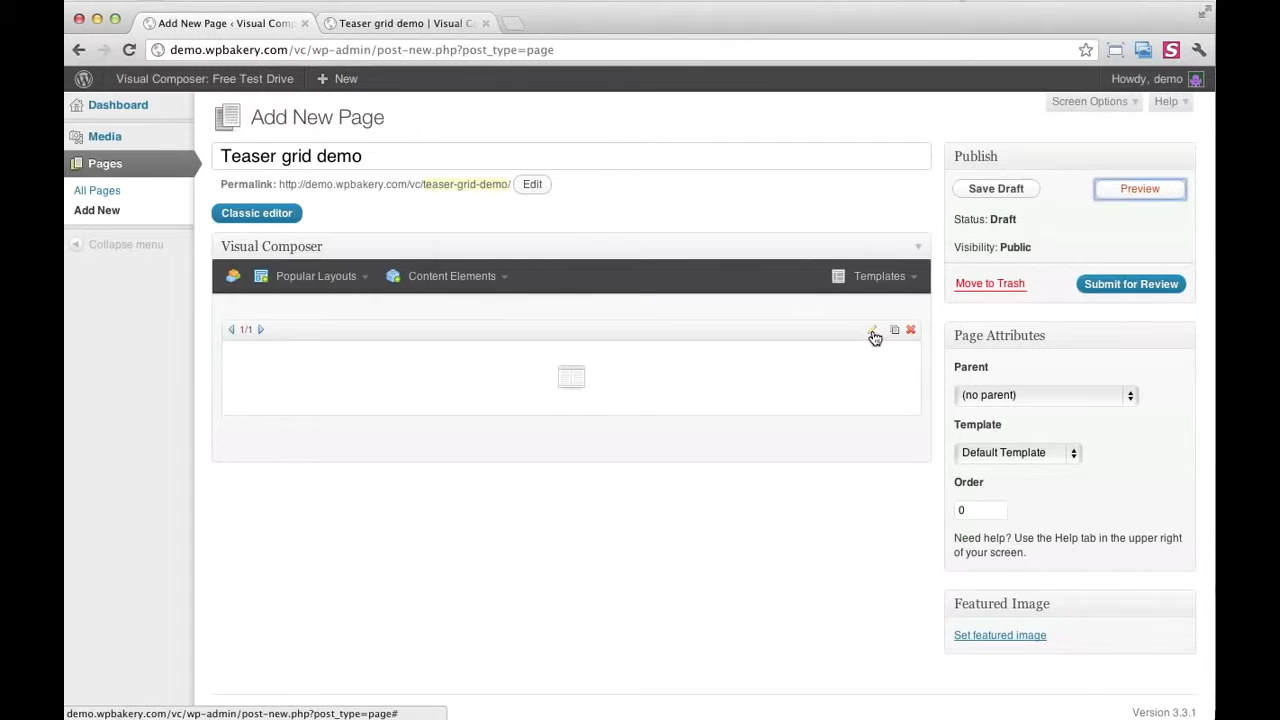 Add New Page ‹ Visual Comp
Teaser grid demo | Visual C
demo.wpbakery.com/vc/wp-admin/post-new.php?post_type=page
Visual Composer: Free Test Drive
+ New
Howdy, demo
Dashboard
Media
Pages
All Pages
Add New
Collapse menu
Screen Options
Help
Add New Page
Teaser grid demo
Permalink: http://demo.wpbakery.com/vc/teaser-grid-demo/ Edit
Classic editor
Visual Composer
Popular Layouts
Content Elements
Templates
1/1
Publish
Save Draft
Preview
Status: Draft
Visibility: Public
Move to Trash
Submit for Review
Page Attributes
Parent
(no parent)
Template
Default Template
Order
0
Need help? Use the Help tab in the upper right
of your screen.
Featured Image
Set featured image
demo.wpbakery.com/vc/wp-admin/post-new.php?post_type=page#
Version 3.3.1